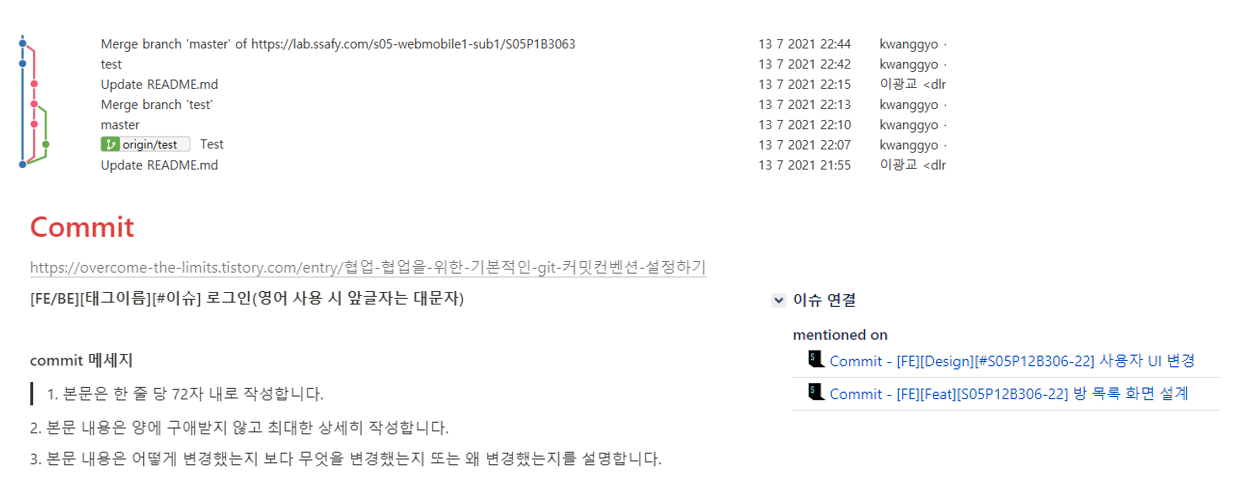 Merge branch 'master' of https://lab.ssafy.com/s05-webmobile1-sub1/S05P1B3063 13 7 2021 22:44 kwanggyo ·
test 13 7 2021 22:42 kwanggyo ·
Update README.md 13 7 2021 22:15 이광교 <dlr
Merge branch 'test' 13 7 2021 22:13 kwanggyo ·
master 13 7 2021 22:10 kwanggyo ·
origin/test Test 13 7 2021 22:07 kwanggyo ·
Update README.md 13 7 2021 21:55 이광교 <dlr
Commit
https://overcome-the-limits.tistory.com/entry/협업-협업을-위한-기본적인-git-커밋컨벤션-설정하기
[FE/BE][태그이름][#이슈] 로그인(영어 사용 시 앞글자는 대문자)
commit 메세지
1. 본문은 한 줄 당 72자 내로 작성합니다.
2. 본문 내용은 양에 구애받지 않고 최대한 상세히 작성합니다.
3. 본문 내용은 어떻게 변경했는지 보다 무엇을 변경했는지 또는 왜 변경했는지를 설명합니다.
이슈 연결
mentioned on
Commit - [FE][Design][#S05P12B306-22] 사용자 UI 변경
Commit - [FE][Feat][S05P12B306-22] 방 목록 화면 설계